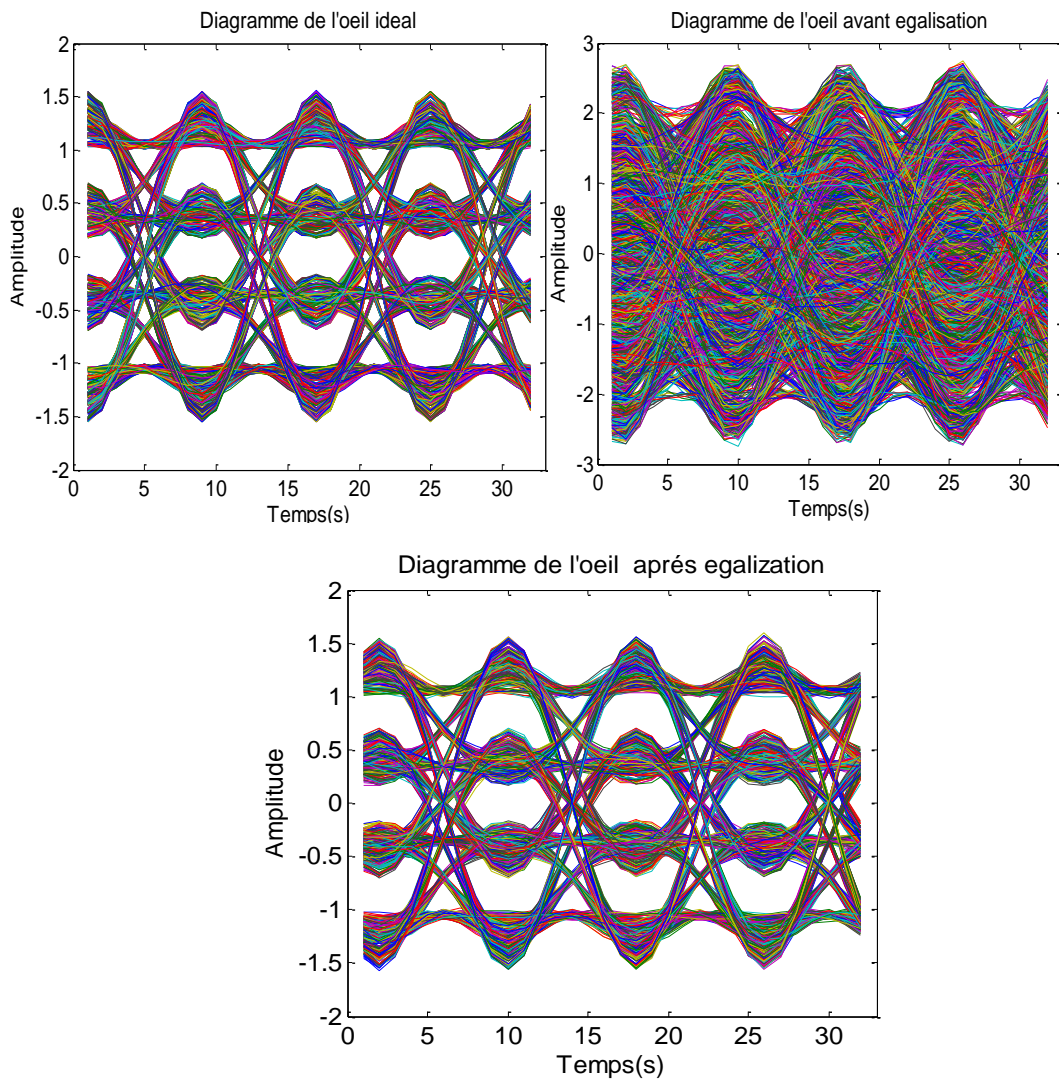 Diagramme de l'oeil ideal
2
1.5
1
0.5
0
-0.5
-1
-1.5
-2
Amplitude
0 5 10 15 20 25 30
Temps(s)
Diagramme de l'oeil avant egalisation
3
2
1
0
-1
-2
-3
Amplitude
0 5 10 15 20 25 30
Temps(s)
Diagramme de l'oeil aprés egalization
2
1.5
1
0.5
0
-0.5
-1
-1.5
-2
Amplitude
0 5 10 15 20 25 30
Temps(s)